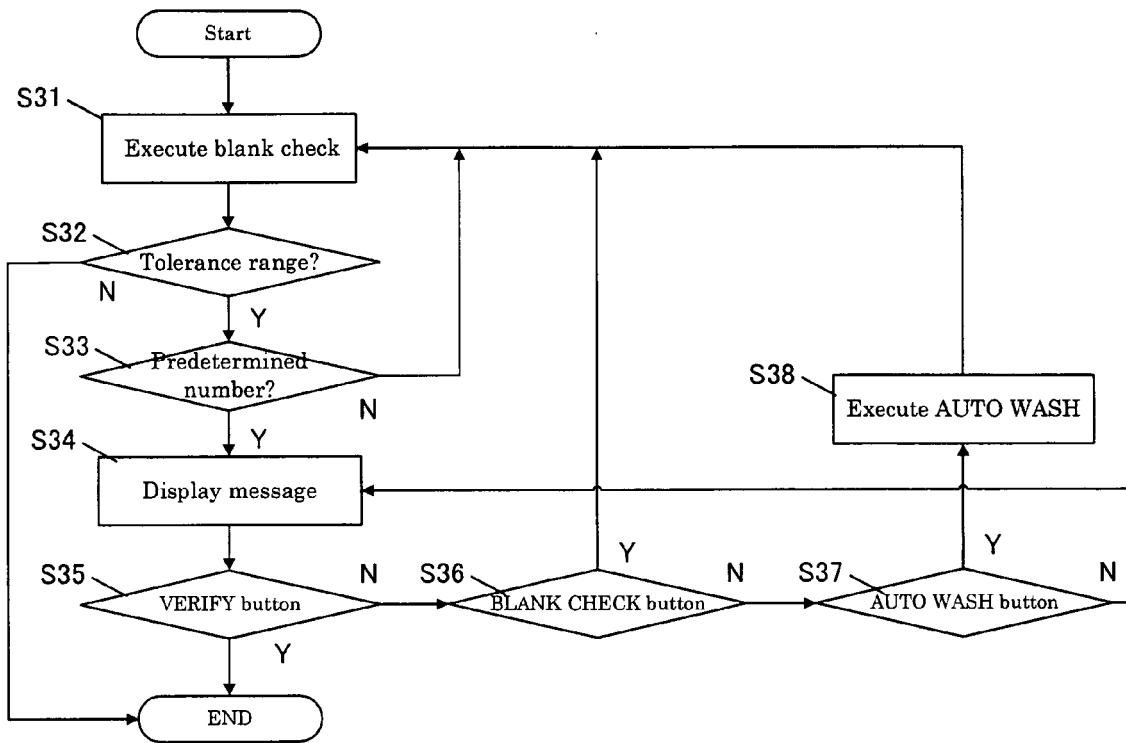 Start
S31
Execute blank check
S32
Tolerance range?
N
Y
S33
Predetermined
number?
N
Y
S38
Execute AUTO WASH
S34
Display message
S35
VERIFY button
N
Y
S36
BLANK CHECK button
Y
N
S37
AUTO WASH button
Y
N
END